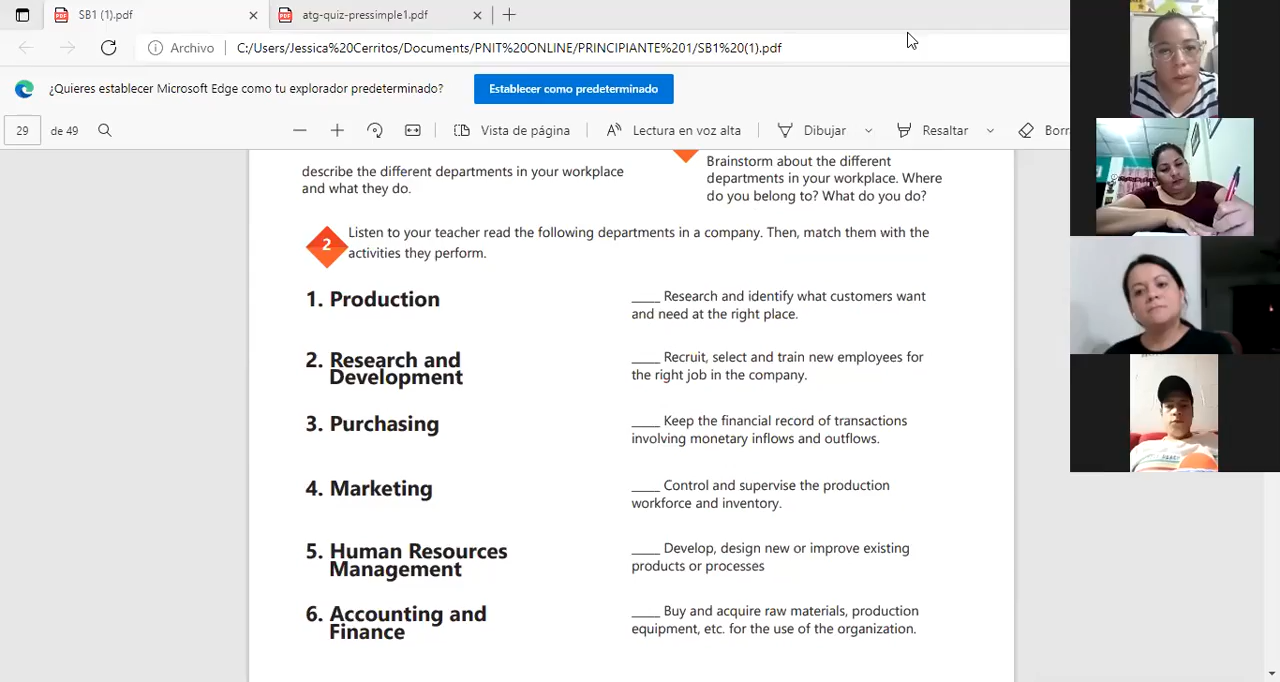 SB1 (1).pdf
atg-quiz-pressimple1.pdf
Archivo
C:/Users/Jessica%20Cerritos/Documents/PNIT%20ONLINE/PRINCIPIANTE%201/SB1%20(1).pdf
¿Quieres establecer Microsoft Edge como tu explorador predeterminado?
Establecer como predeterminado
29 de 49
Vista de página
Lectura en voz alta
Dibujar
Resaltar
Borr
describe the different departments in your workplace
and what they do.
Brainstorm about the different
departments in your workplace. Where
do you belong to? What do you do?
2
Listen to your teacher read the following departments in a company. Then, match them with the
activities they perform.
1. Production
____ Research and identify what customers want
and need at the right place.
2. Research and
Development
____ Recruit, select and train new employees for
the right job in the company.
3. Purchasing
____ Keep the financial record of transactions
involving monetary inflows and outflows.
4. Marketing
____ Control and supervise the production
workforce and inventory.
5. Human Resources
Management
____ Develop, design new or improve existing
products or processes
6. Accounting and
Finance
____ Buy and acquire raw materials, production
equipment, etc. for the use of the organization.